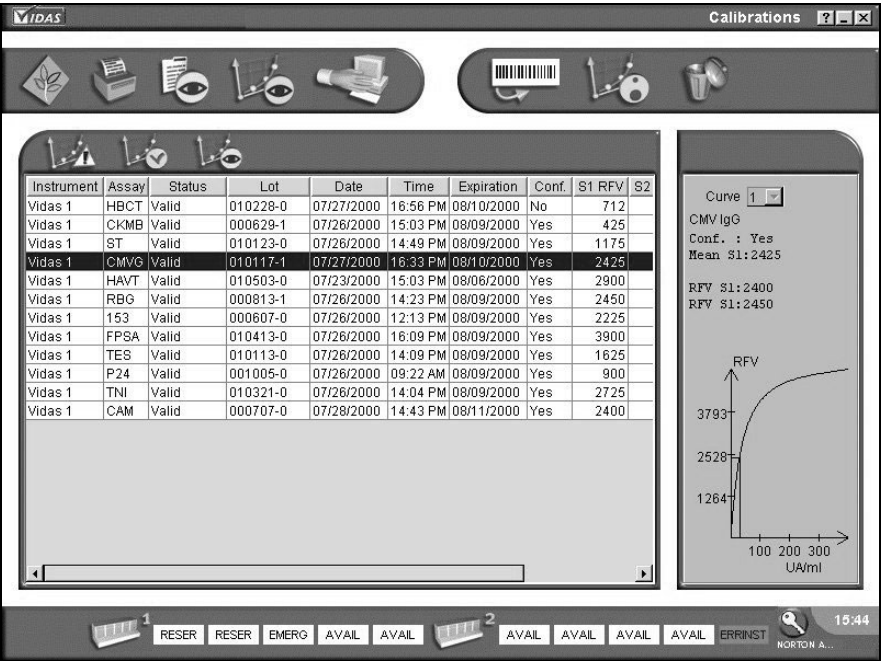 VIDAS Calibrations ? _ X
Instrument Assay Status Lot Date Time Expiration Conf. S1 RFV S2
Vidas 1 HBCT Valid 010228-0 07/27/2000 16:56 PM 08/10/2000 No 712
Vidas 1 CKMB Valid 000629-1 07/26/2000 15:03 PM 08/09/2000 Yes 425
Vidas 1 ST Valid 010123-0 07/26/2000 14:49 PM 08/09/2000 Yes 1175
Vidas 1 CMVG Valid 010117-1 07/27/2000 16:33 PM 08/10/2000 Yes 2425
Vidas 1 HAVT Valid 010503-0 07/23/2000 15:03 PM 08/06/2000 Yes 2900
Vidas 1 RBG Valid 000813-1 07/26/2000 14:23 PM 08/09/2000 Yes 2450
Vidas 1 153 Valid 000607-0 07/26/2000 12:13 PM 08/09/2000 Yes 2225
Vidas 1 FPSA Valid 010413-0 07/26/2000 16:09 PM 08/09/2000 Yes 3900
Vidas 1 TES Valid 010113-0 07/26/2000 14:09 PM 08/09/2000 Yes 1625
Vidas 1 P24 Valid 001005-0 07/26/2000 09:22 AM 08/09/2000 Yes 900
Vidas 1 TNI Valid 010321-0 07/26/2000 14:04 PM 08/09/2000 Yes 2725
Vidas 1 CAM Valid 000707-0 07/28/2000 14:43 PM 08/11/2000 Yes 2400
Curve 1
CMV IgG
Conf. : Yes
Mean S1:2425
RFV S1:2400
RFV S1:2450
RFV
3793
2528
1264
100 200 300
UA/ml
1 RESER RESER EMERG AVAIL AVAIL 2 AVAIL AVAIL AVAIL AVAIL ERRINST 15:44
NORTON A...